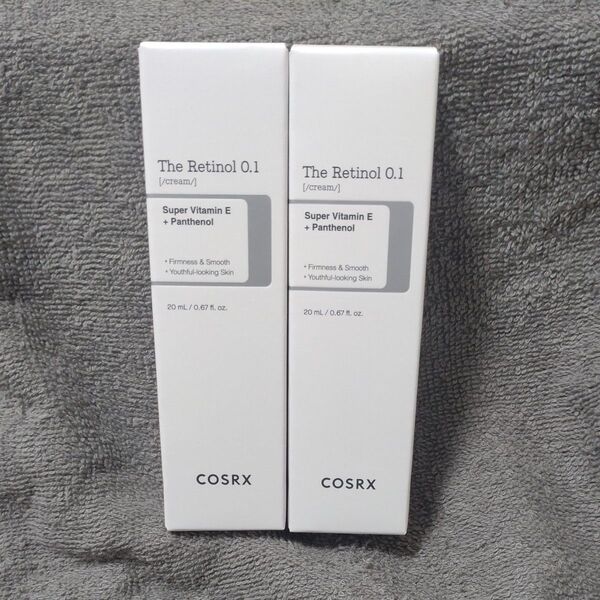 The Retinol 0.1
[/cream/]
Super Vitamin E
+ Panthenol
• Firmness & Smooth
• Youthful-looking Skin
20 mL / 0.67 fl. oz.
COSRX
The Retinol 0.1
[/cream/]
Super Vitamin E
+ Panthenol
• Firmness & Smooth
• Youthful-looking Skin
20 mL / 0.67 fl. oz.
COSRX